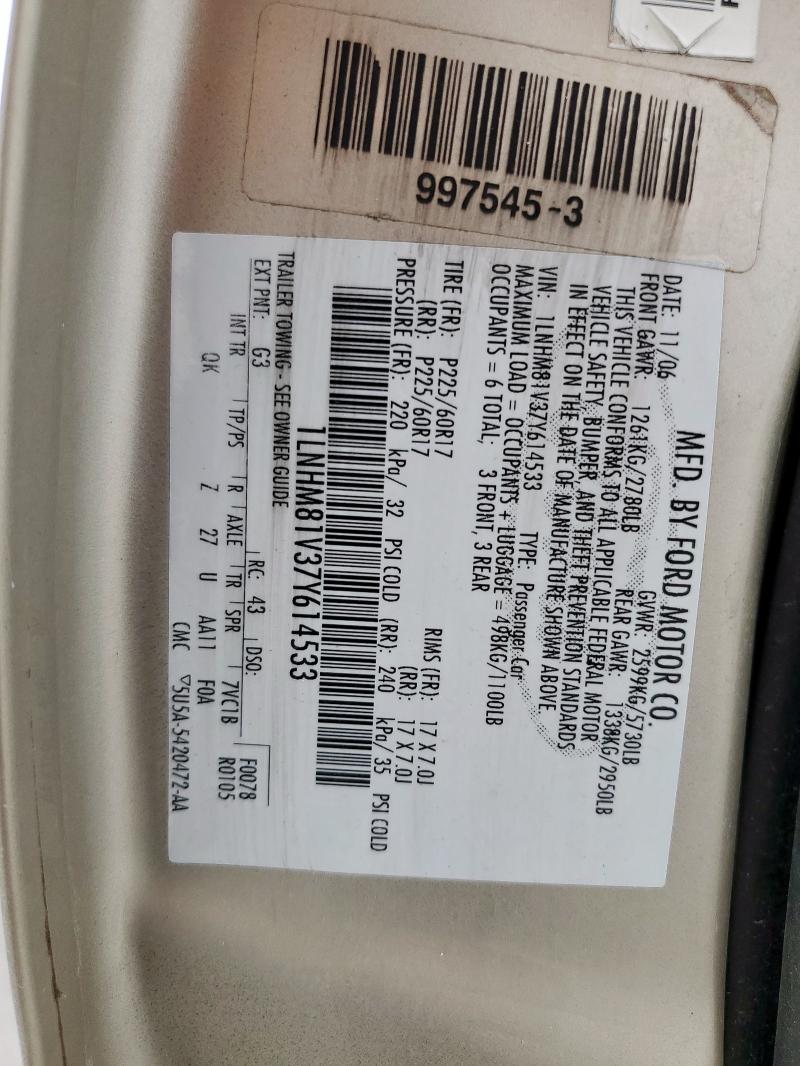 997545-3
MFD. BY FORD MOTOR CO.
DATE: 11/06 GVWR: 2599KG/5730LB
FRONT GAWR: 1261KG/2780LB REAR GAWR: 1338KG/2950LB
THIS VEHICLE CONFORMS TO ALL APPLICABLE FEDERAL MOTOR
VEHICLE SAFETY, BUMPER, AND THEFT PREVENTION STANDARDS
IN EFFECT ON THE DATE OF MANUFACTURE SHOWN ABOVE.
VIN: 1LNHM81V37Y614533 TYPE: Passenger Car
MAXIMUM LOAD = OCCUPANTS + LUGGAGE = 498KG/1100LB
OCCUPANTS = 6 TOTAL; 3 FRONT, 3 REAR
TIRE (FR): P225/60R17 RIMS (FR): 17 X 7.0J
(RR): P225/60R17 (RR): 17 X 7.0J
PRESSURE (FR): 220 kPa/ 32 PSI COLD (RR): 240 kPa/ 35 PSI COLD
1LNHM81V37Y614533
TRAILER TOWING - SEE OWNER GUIDE
EXT PNT: G3 RC: 43 DSO: F0078
R0105
INT TR TP/PS R AXLE TR SPR 7VC1B
QK Z 27 U AA11 F0A
CMC ▽5U5A-5420472-AA